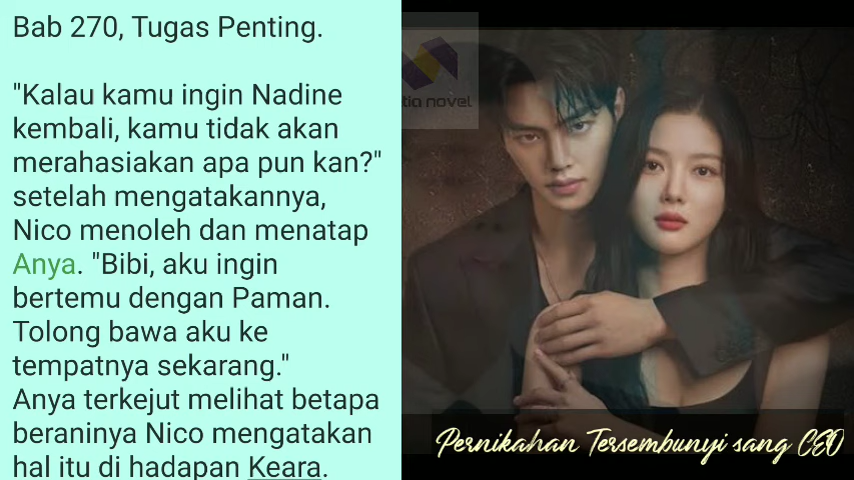 Bab 270, Tugas Penting.
"Kalau kamu ingin Nadine
kembali, kamu tidak akan
merahasiakan apa pun kan?"
setelah mengatakannya,
Nico menoleh dan menatap
Anya. "Bibi, aku ingin
bertemu dengan Paman.
Tolong bawa aku ke
tempatnya sekarang."
Anya terkejut melihat betapa
beraninya Nico mengatakan
hal itu di hadapan Keara.
novel
Pernikahan Tersembunyi sang CEO